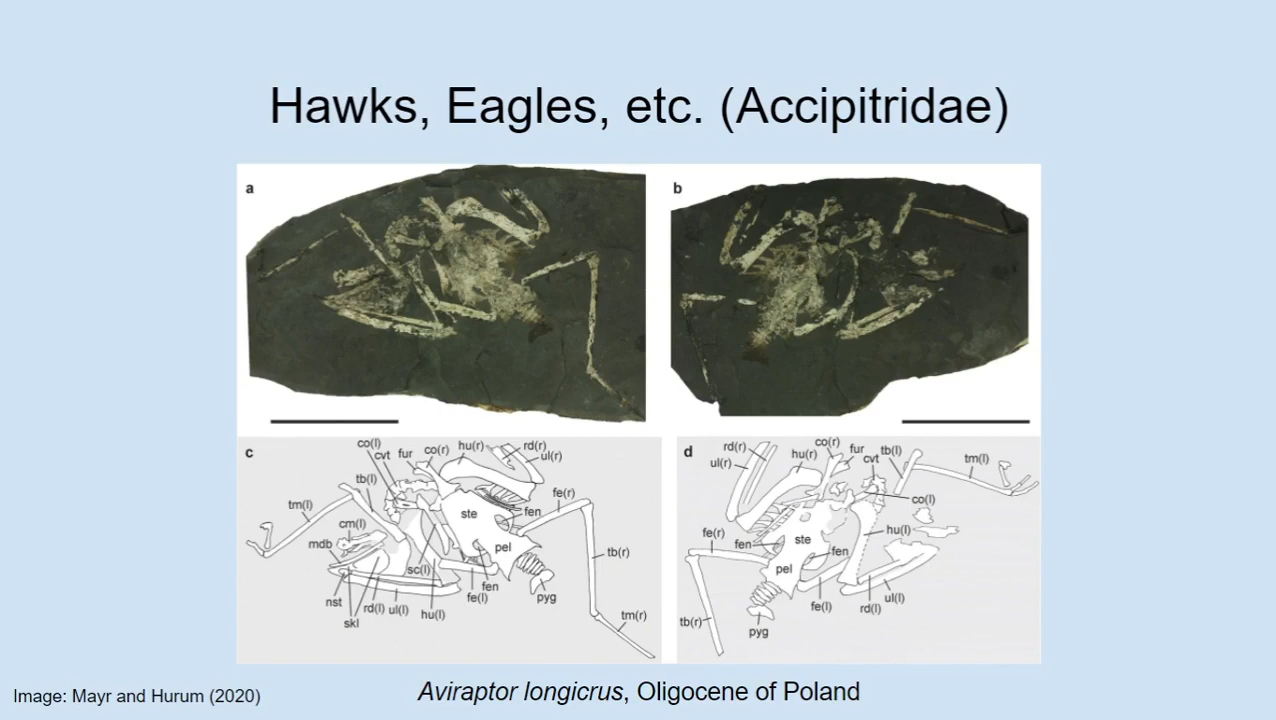 Hawks, Eagles, etc. (Accipitridae)
a
b
c
co(l)
cvt
fur
co(r)
hu(r)
rd(r)
ul(r)
tb(l)
tm(l)
cm(l)
mdb
ste
fe(r)
fen
pel
tb(r)
sc(l)
nst
skl
rd(l)
ul(l)
hu(l)
fe(l)
fen
pyg
tm(r)
d
rd(r)
ul(r)
hu(r)
co(r)
fur
cvt
tb(l)
tm(l)
co(l)
fe(r)
fen
ste
fen
hu(l)
pel
fe(l)
rd(l)
ul(l)
tb(r)
pyg
Image: Mayr and Hurum (2020)
Aviraptor longicrus, Oligocene of Poland